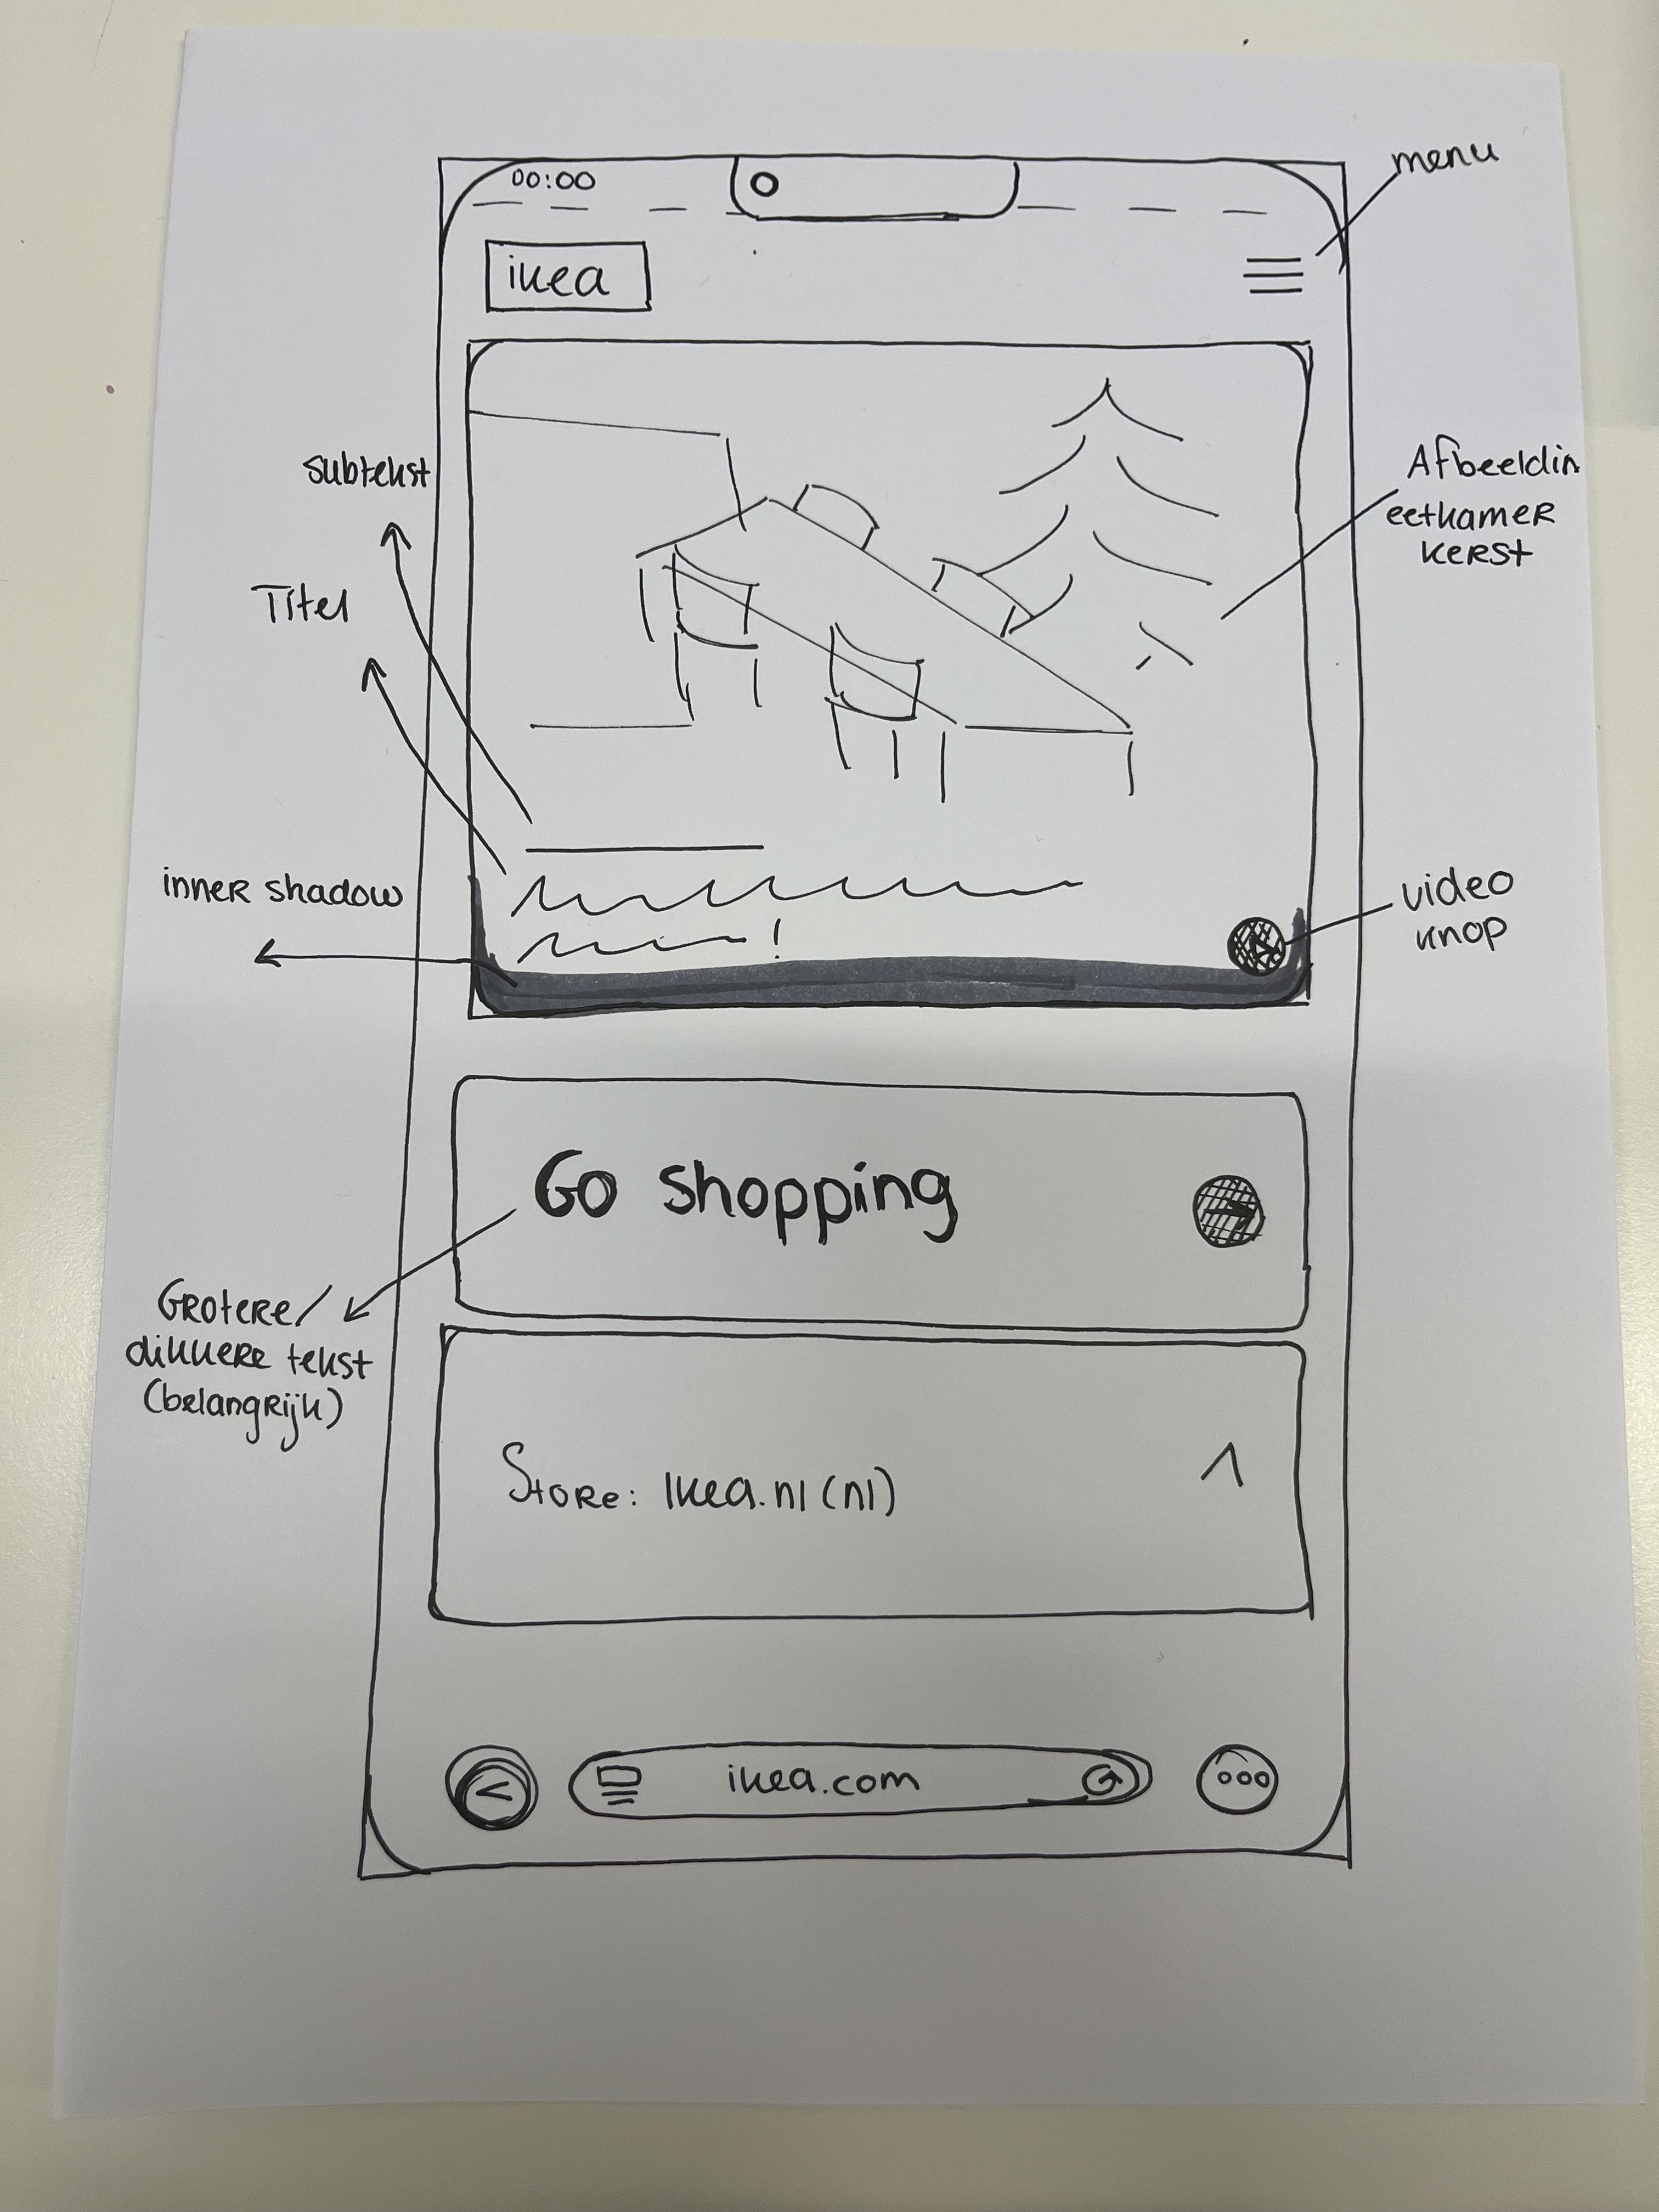 menu
00:00
ikea
Subtekst
Afbeeldin
eetkamer
kerst
Titel
inner shadow
video
knop
!
Go shopping
Grotere/
dikkere tekst
(belangrijk)
Store: Ikea.nl (nl)
ikea.com